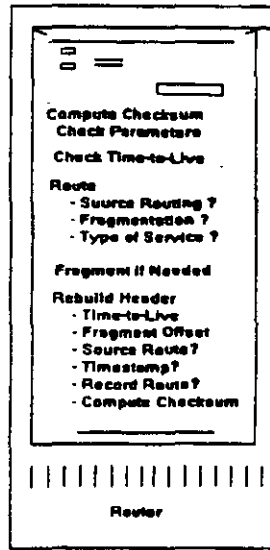 Compute Checksum
Check Parameters
Check Time-to-Live
Route
- Source Routing ?
- Fragmentation ?
- Type of Service ?
Fragment if Needed
Rebuild Header
- Time-to-Live
- Fragment Offset
- Source Route?
- Timestamp?
- Record Route?
- Compute Checksum
Router